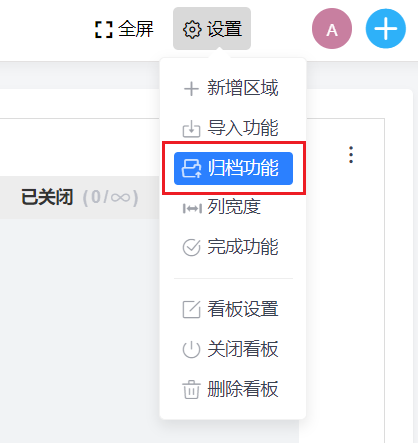 全屏 设置 A
新增区域
导入功能
归档功能
已关闭 (0/∞)
列宽度
完成功能
看板设置
关闭看板
删除看板